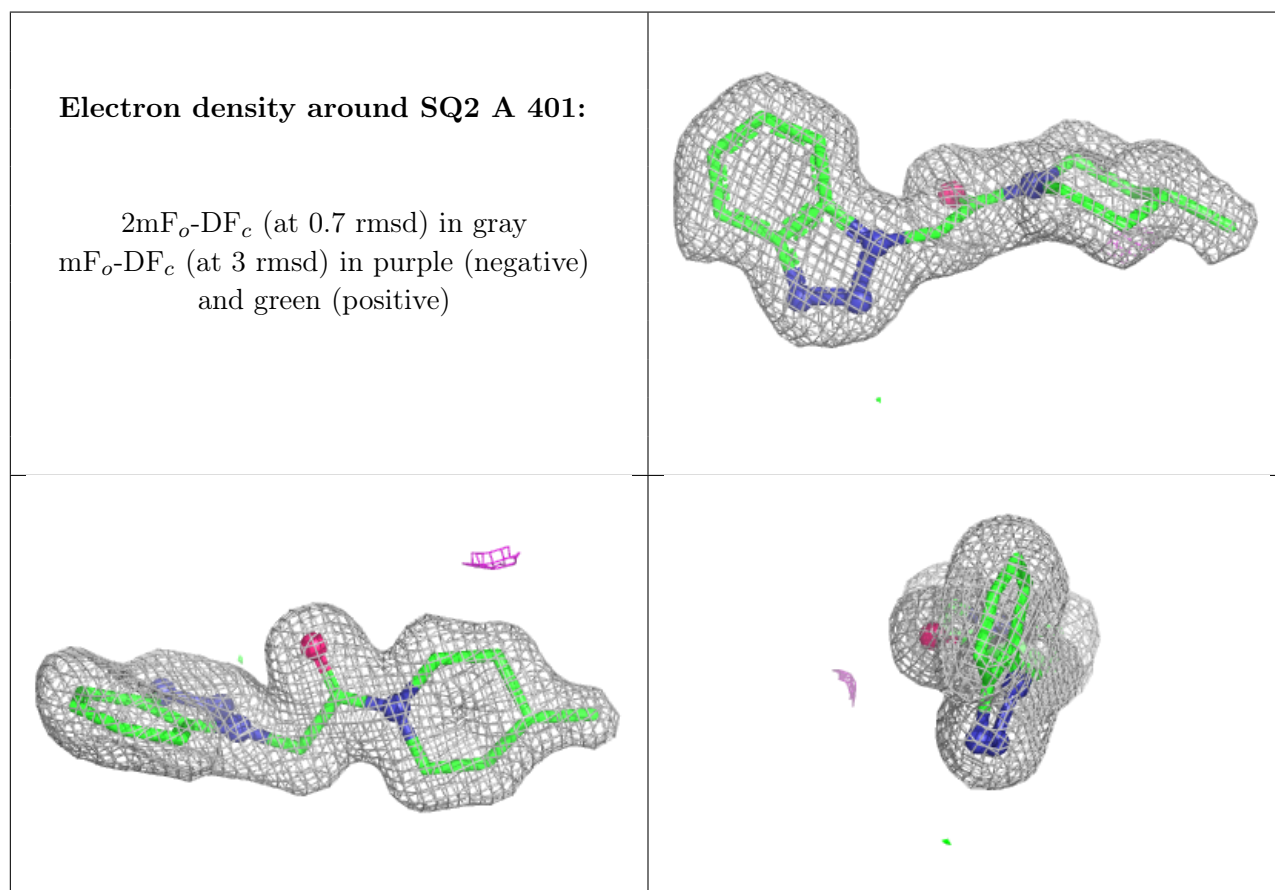 Electron density around SQ2 A 401:
2mFo-DFc (at 0.7 rmsd) in gray
mFo-DFc (at 3 rmsd) in purple (negative)
and green (positive)